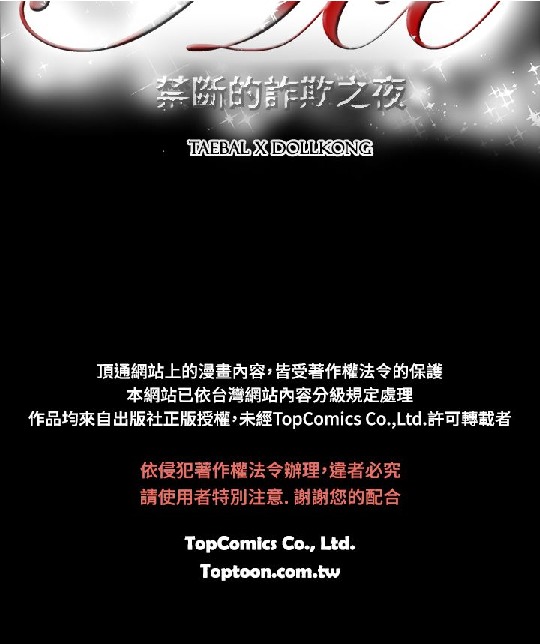 禁斷的詐欺之夜
TAEBAL X DOLLKONG
頂通網站上的漫畫內容,皆受著作權法令的保護
本網站已依台灣網站內容分級規定處理
作品均來自出版社正版授權,未經TopComics Co.,Ltd.許可轉載者
依侵犯著作權法令辦理,違者必究
請使用者特別注意. 謝謝您的配合
TopComics Co., Ltd.
Toptoon.com.tw